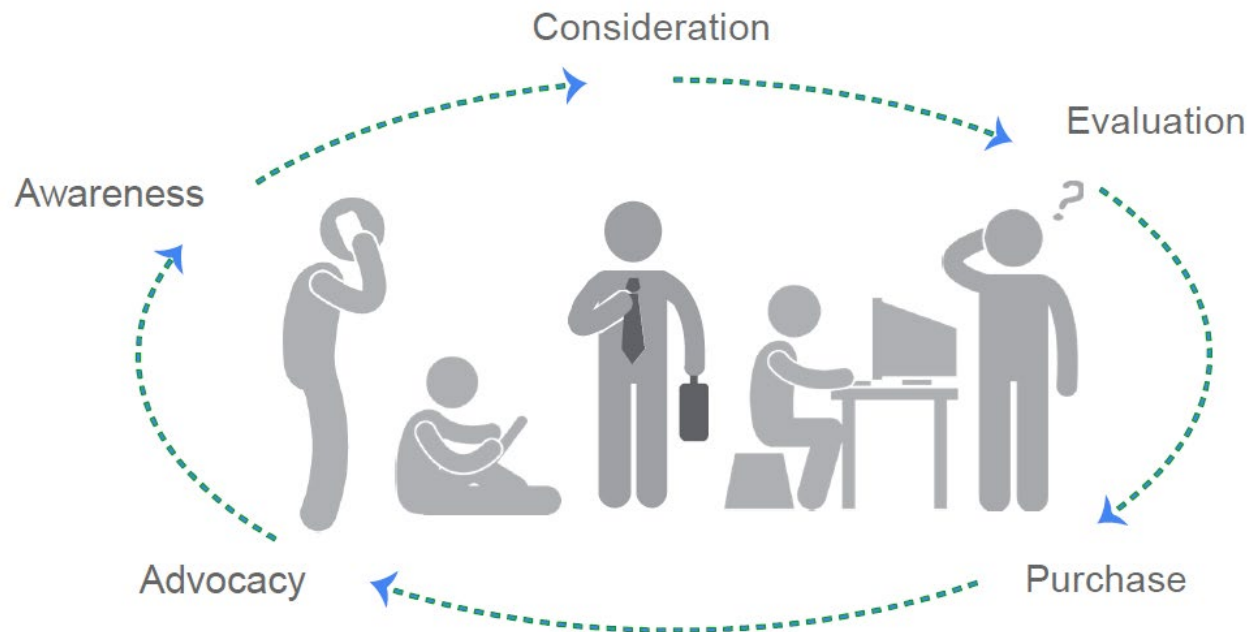 Consideration
Evaluation
Awareness
?
Advocacy
Purchase